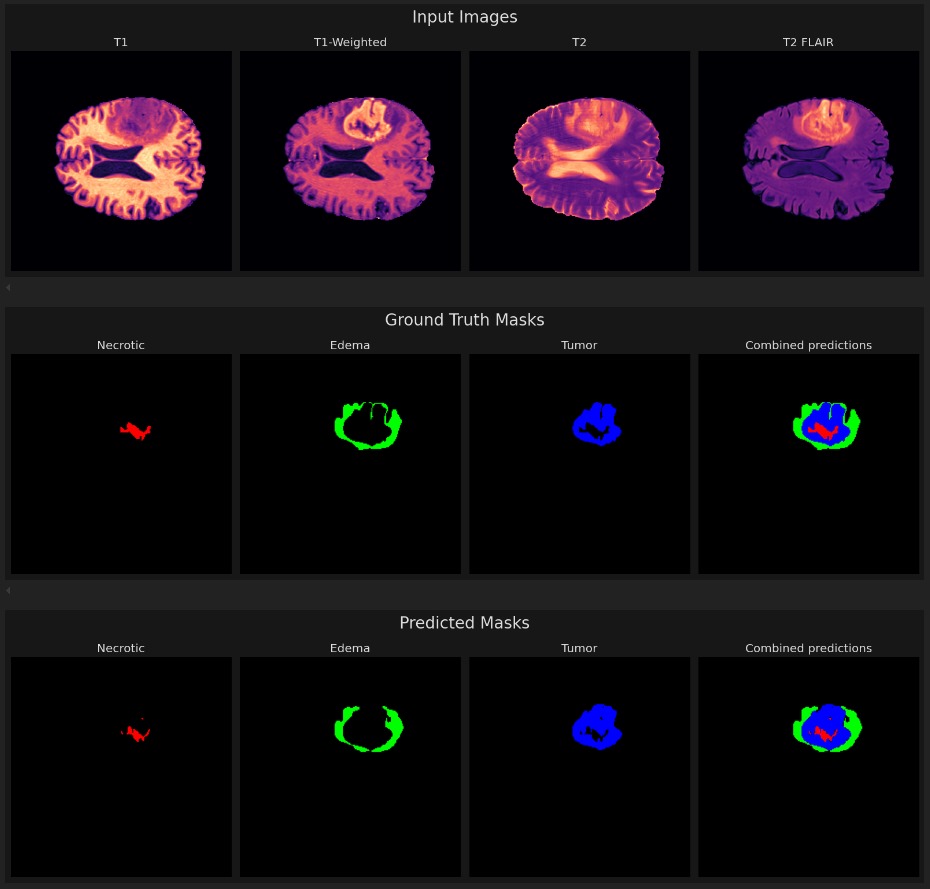 Input Images
T1
T1-Weighted
T2
T2 FLAIR
Ground Truth Masks
Necrotic
Edema
Tumor
Combined predictions
Predicted Masks
Necrotic
Edema
Tumor
Combined predictions